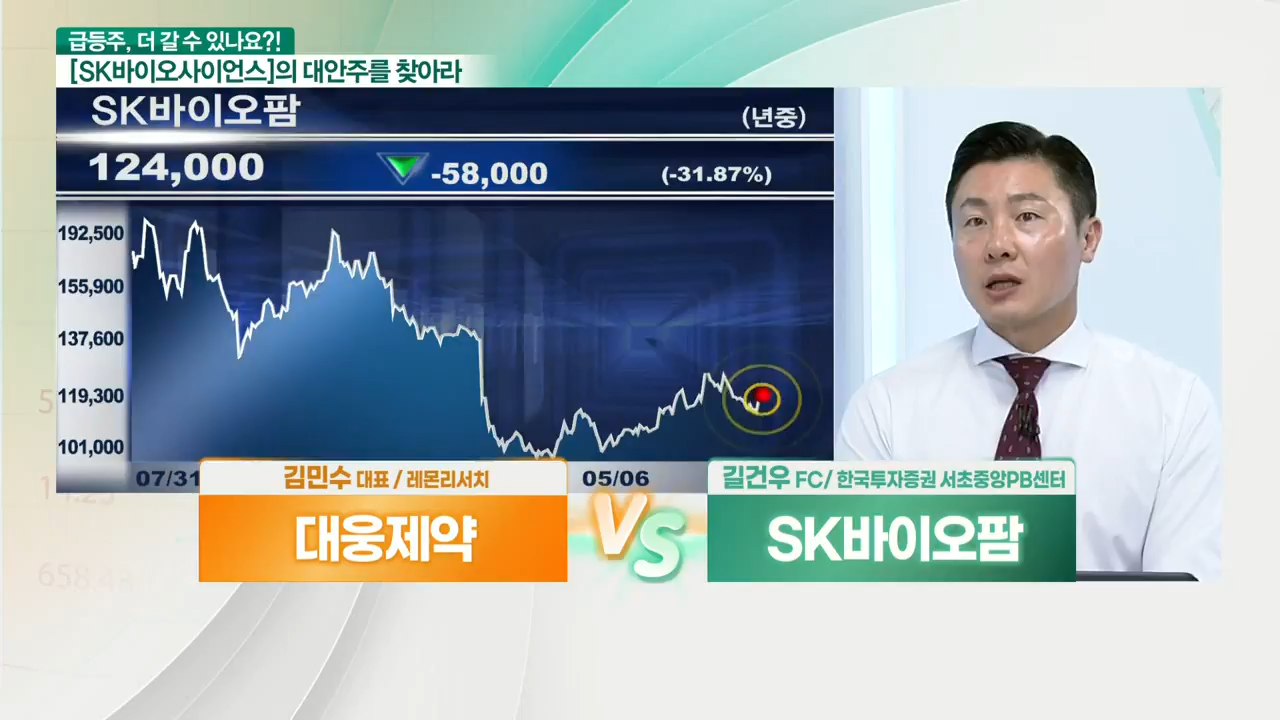 급등주, 더 갈 수 있나요?!
[SK바이오사이언스]의 대안주를 찾아라
SK바이오팜
(년중)
124,000
-58,000
(-31.87%)
192,500
155,900
137,600
119,300
101,000
07/31
05/06
김민수 대표 / 레몬리서치
대웅제약
VS
길건우 FC/ 한국투자증권 서초중앙PB센터
SK바이오팜
658.48